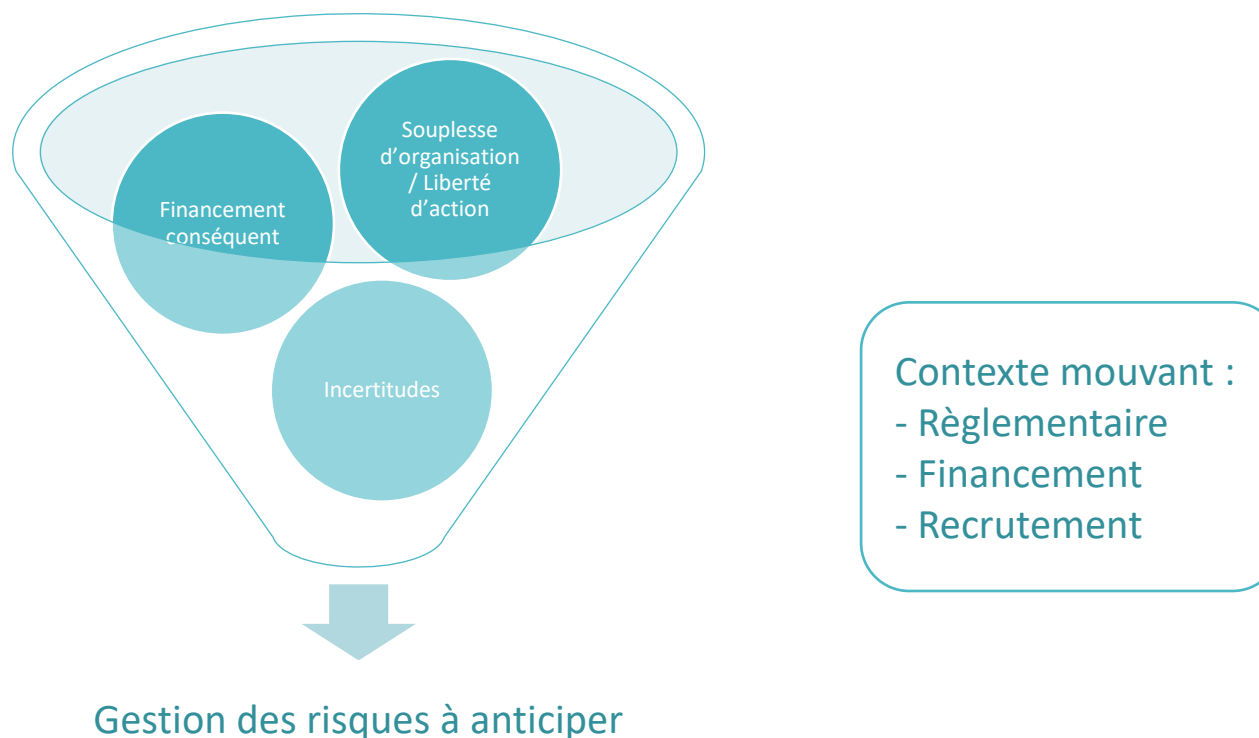 Souplesse
d’organisation
/ Liberté
d’action
Financement
conséquent
Incertitudes
Contexte mouvant :
- Règlementaire
- Financement
- Recrutement
Gestion des risques à anticiper